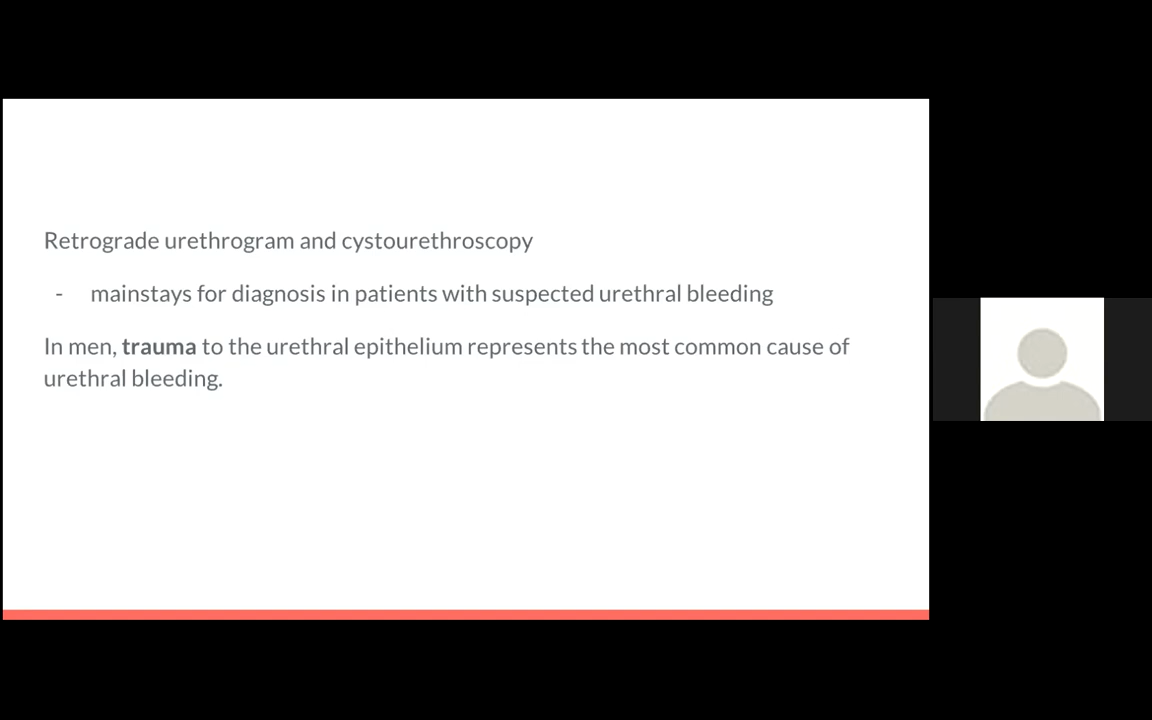 Retrograde urethrogram and cystourethroscopy
- mainstays for diagnosis in patients with suspected urethral bleeding
In men, trauma to the urethral epithelium represents the most common cause of
urethral bleeding.